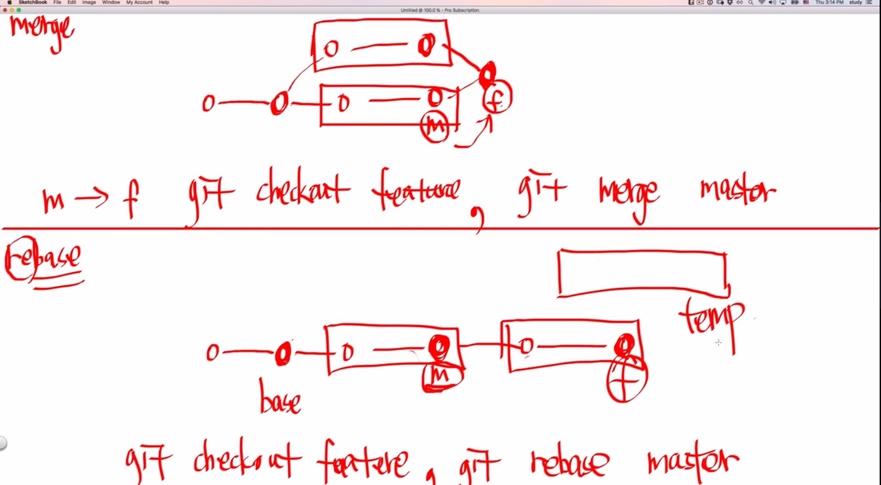 SketchBook File Edit Image Window My Account Help
Thu 3:14 PM study
Untitled @ 100.0 % - Pro Subscription
merge
f
m
m → f git checkout feature, git merge master
rebase
temp
m
f
base
git checkout feature, git rebase master